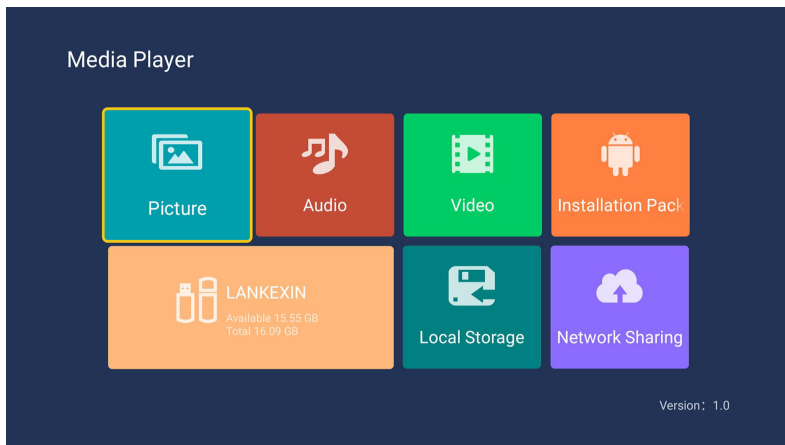 Media Player
Picture
Audio
Video
Installation Pack
LANKEXIN
Available 15.55 GB
Total 16.09 GB
Local Storage
Network Sharing
Version：1.0